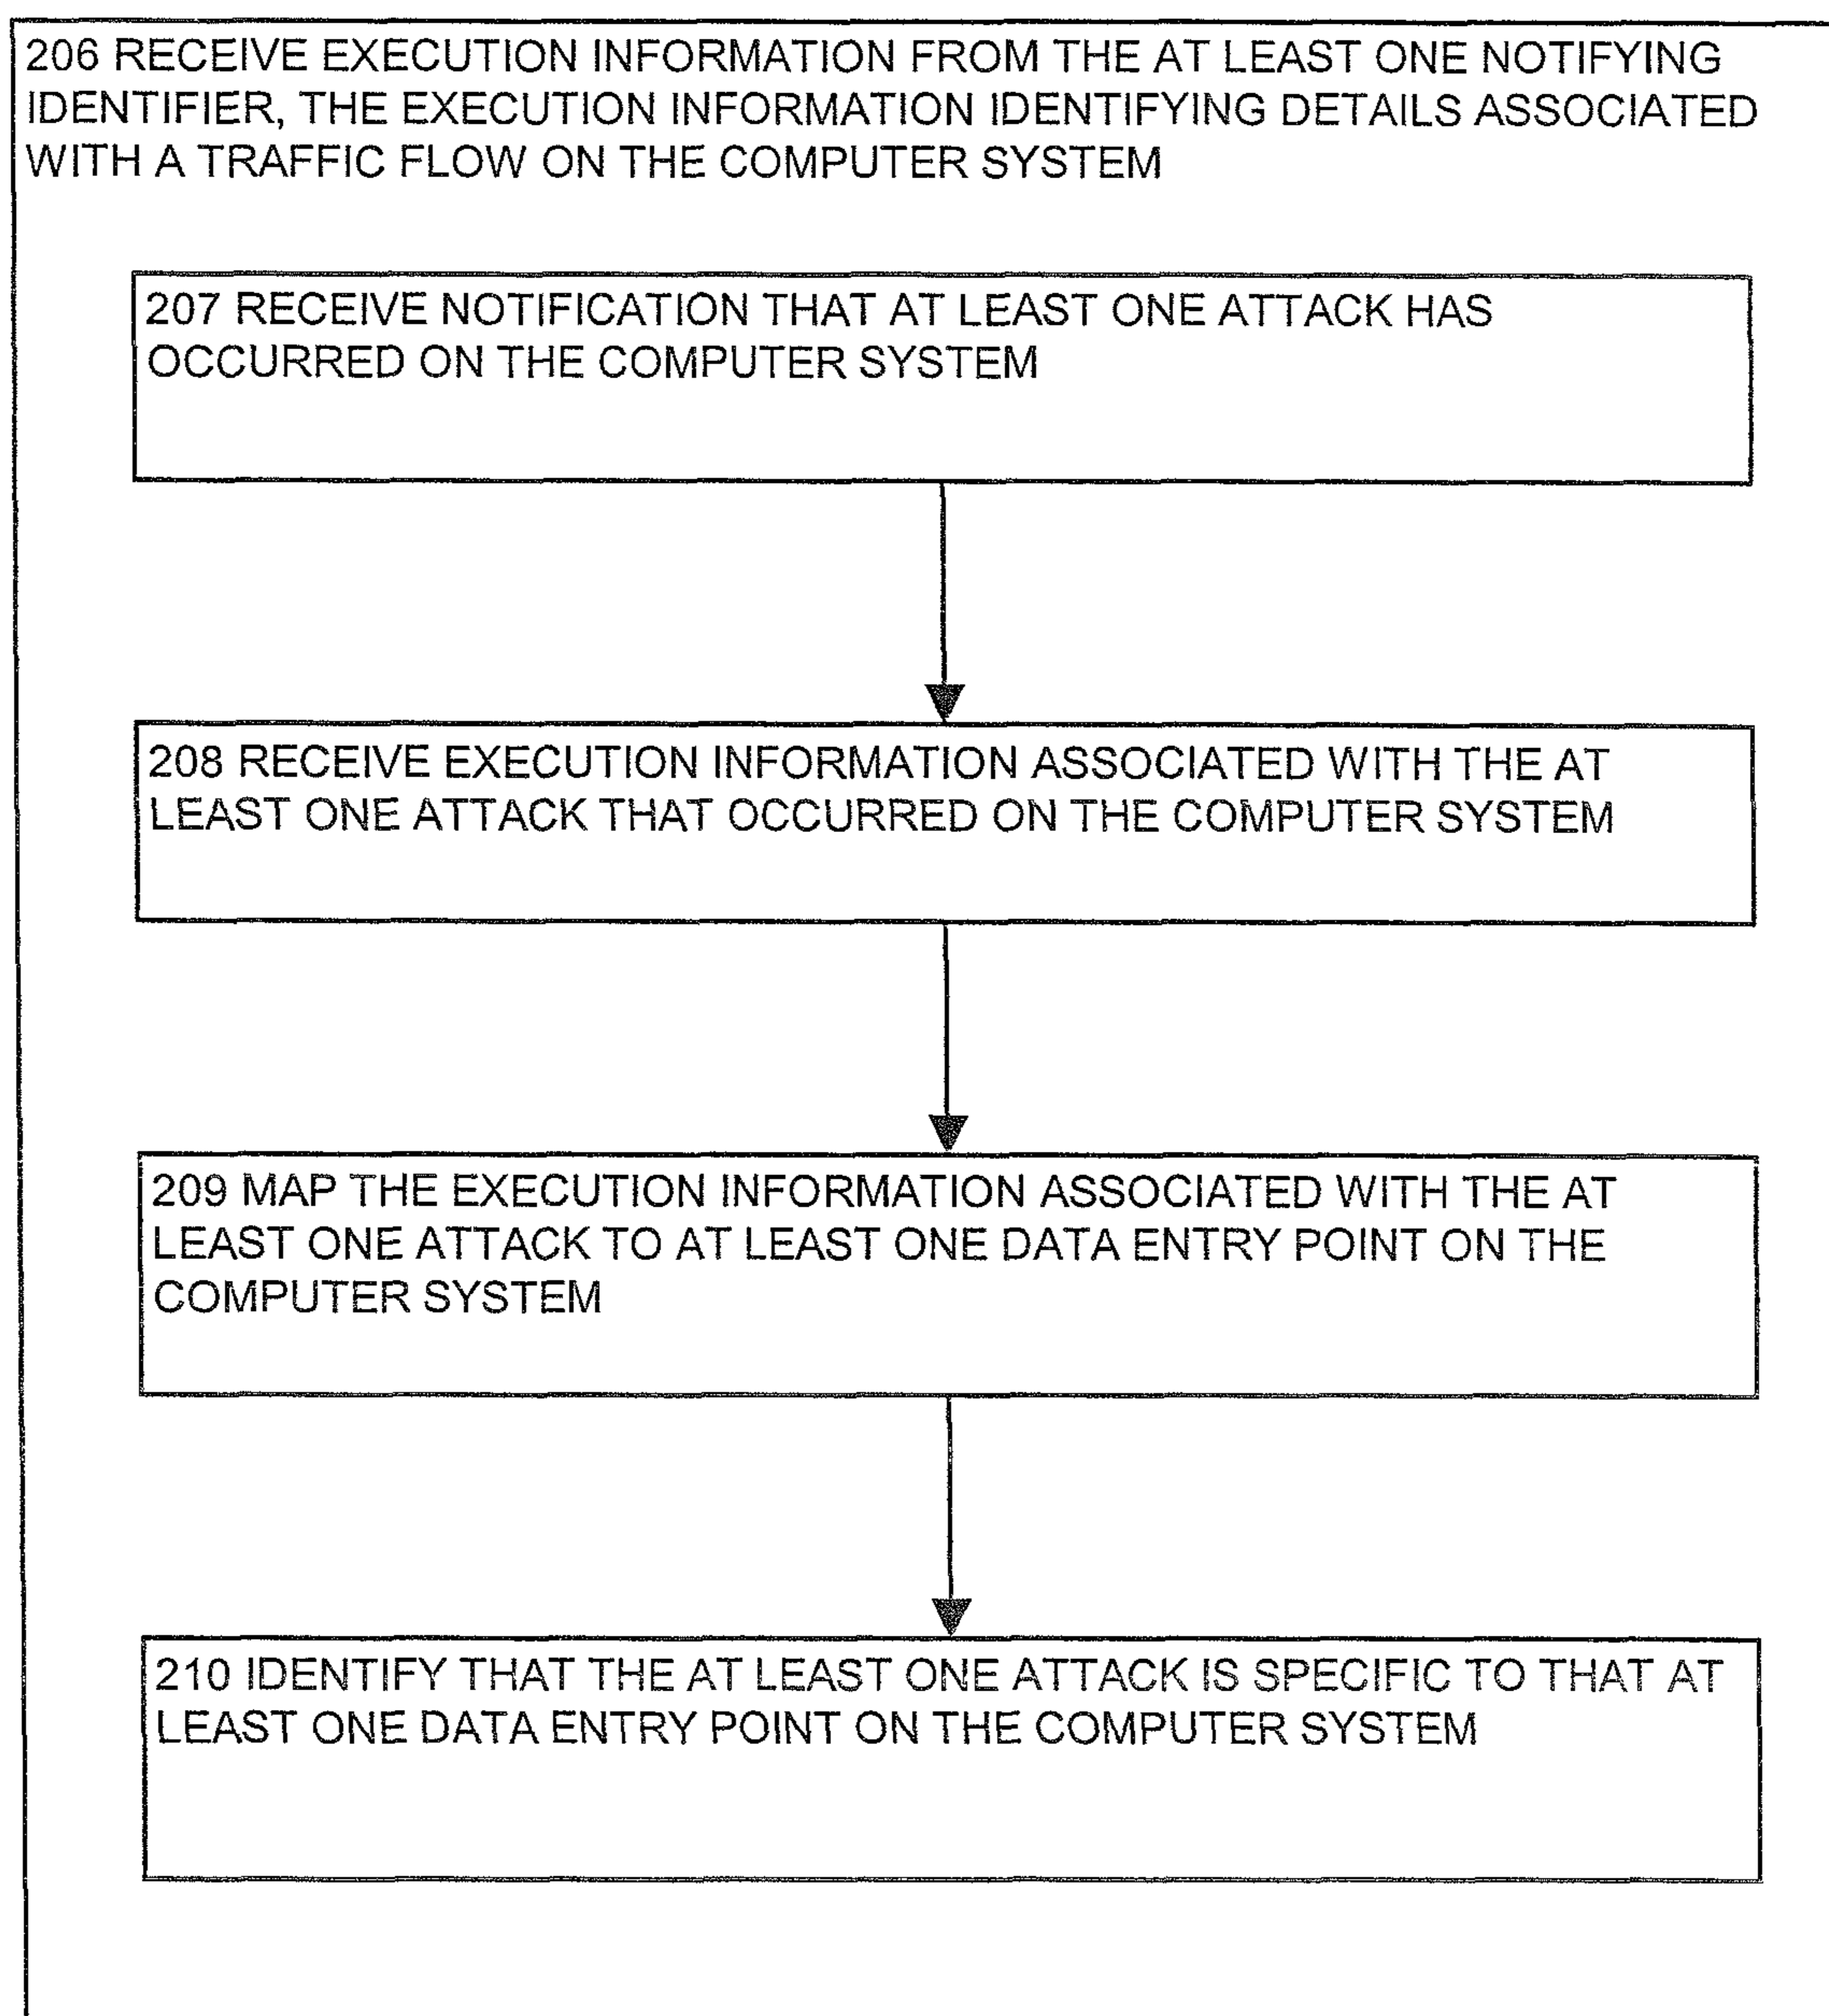 206 RECEIVE EXECUTION INFORMATION FROM THE AT LEAST ONE NOTIFYING
IDENTIFIER, THE EXECUTION INFORMATION IDENTIFYING DETAILS ASSOCIATED
WITH A TRAFFIC FLOW ON THE COMPUTER SYSTEM
207 RECEIVE NOTIFICATION THAT AT LEAST ONE ATTACK HAS
OCCURRED ON THE COMPUTER SYSTEM
208 RECEIVE EXECUTION INFORMATION ASSOCIATED WITH THE AT
LEAST ONE ATTACK THAT OCCURRED ON THE COMPUTER SYSTEM
209 MAP THE EXECUTION INFORMATION ASSOCIATED WITH THE AT
LEAST ONE ATTACK TO AT LEAST ONE DATA ENTRY POINT ON THE
COMPUTER SYSTEM
210 IDENTIFY THAT THE AT LEAST ONE ATTACK IS SPECIFIC TO THAT AT
LEAST ONE DATA ENTRY POINT ON THE COMPUTER SYSTEM